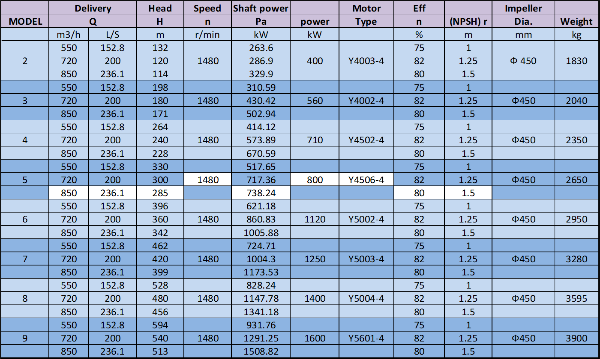 Delivery Head Speed Shaft power Motor Eff Impeller
MODEL Q H n Pa power Type n (NPSH) r Dia. Weight
m3/h L/S m r/min kW kW % m mm kg
550 152.8 132 263.6 75 1
2 720 200 120 1480 286.9 400 Y4003-4 82 1.25 Φ 450 1830
850 236.1 114 329.9 80 1.5
550 152.8 198 310.59 75 1
3 720 200 180 1480 430.42 560 Y4002-4 82 1.25 Φ450 2040
850 236.1 171 502.94 80 1.5
550 152.8 264 414.12 75 1
4 720 200 240 1480 573.89 710 Y4502-4 82 1.25 Φ450 2350
850 236.1 228 670.59 80 1.5
550 152.8 330 517.65 75 1
5 720 200 300 1480 717.36 800 Y4506-4 82 1.25 Φ450 2650
850 236.1 285 738.24 80 1.5
550 152.8 396 621.18 75 1
6 720 200 360 1480 860.83 1120 Y5002-4 82 1.25 Φ450 2950
850 236.1 342 1005.88 80 1.5
550 152.8 462 724.71 75 1
7 720 200 420 1480 1004.3 1250 Y5003-4 82 1.25 Φ450 3280
850 236.1 399 1173.53 80 1.5
550 152.8 528 828.24 75 1
8 720 200 480 1480 1147.78 1400 Y5004-4 82 1.25 Φ450 3595
850 236.1 456 1341.18 80 1.5
550 152.8 594 931.76 75 1
9 720 200 540 1480 1291.25 1600 Y5601-4 82 1.25 Φ450 3900
850 236.1 513 1508.82 80 1.5